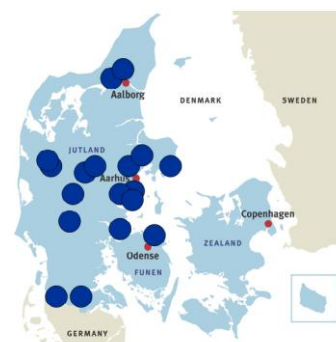 Aalborg
DENMARK
SWEDEN
JUTLAND
Aarhus
Copenhagen
ZEALAND
Odense
FUNEN
GERMANY